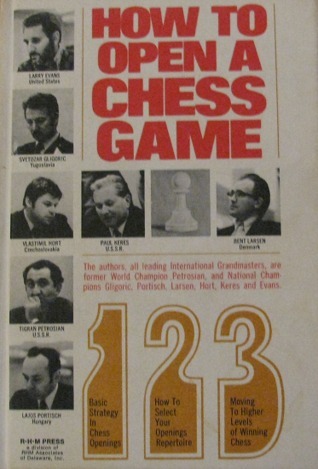 HOW TO
OPEN A
CHESS
GAME
LARRY EVANS
United States
SVETOZAR GLIGORIC
Yugoslavia
VLASTIMIL HORT
Czechoslovakia
PAUL KERES
U.S.S.R.
BENT LARSEN
Denmark
TIGRAN PETROSIAN
U.S.S.R.
LAJOS PORTISCH
Hungary
The authors, all leading International Grandmasters, are
former World Champion Petrosian, and National Cham-
pions Gligoric, Portisch, Larsen, Hort, Keres and Evans.
1
Basic
Strategy
In
Chess
Openings
2
How To
Select
Your
Openings
Repertoire
3
Moving
To Higher
Levels
of Winning
Chess
R·H·M PRESS
a division of
RHM Associates
of Delaware, Inc.